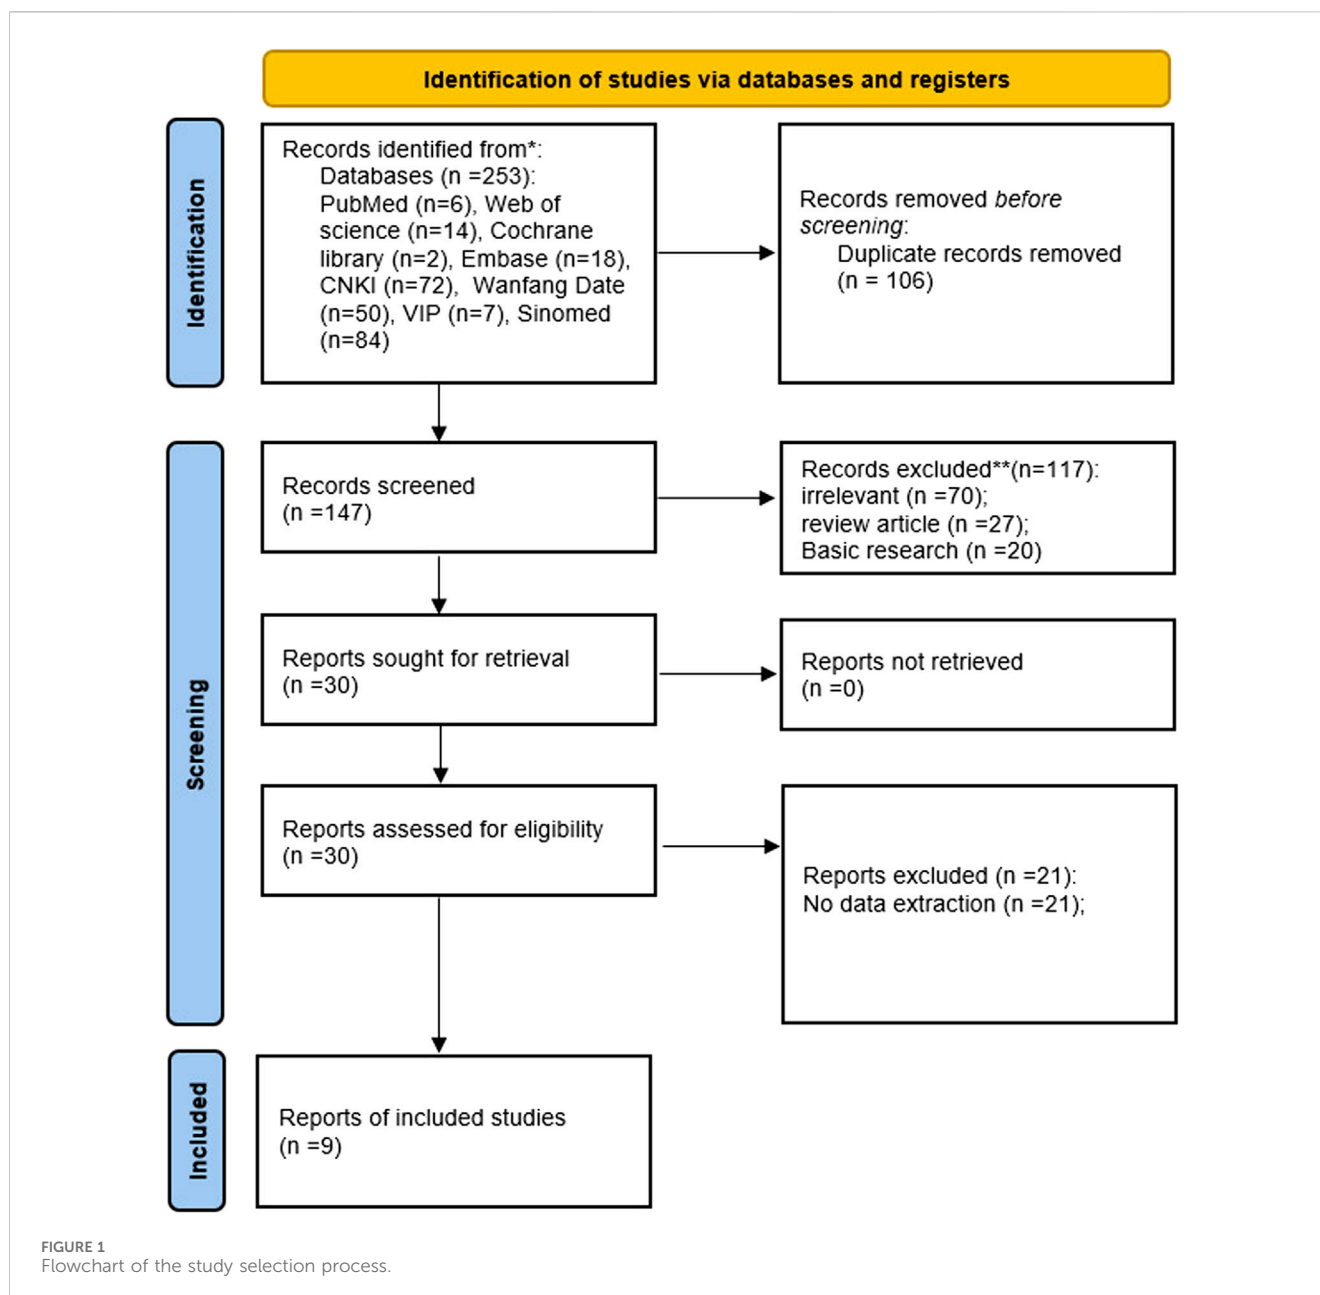 Identification of studies via databases and registers
Identification
Records identified from*:
Databases (n =253):
PubMed (n=6), Web of
science (n=14), Cochrane
library (n=2), Embase (n=18),
CNKI (n=72), Wanfang Date
(n=50), VIP (n=7), Sinomed
(n=84)
Records removed before
screening:
Duplicate records removed
(n = 106)
Screening
Records screened
(n =147)
Records excluded**(n=117):
irrelevant (n =70);
review article (n =27);
Basic research (n =20)
Reports sought for retrieval
(n =30)
Reports not retrieved
(n =0)
Reports assessed for eligibility
(n =30)
Reports excluded (n =21):
No data extraction (n =21);
Included
Reports of included studies
(n =9)
FIGURE 1
Flowchart of the study selection process.